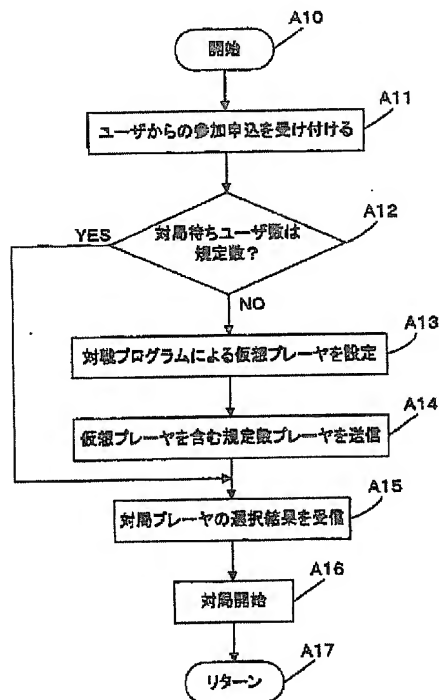 A10
開始
A11
ユーザからの参加申込を受け付ける
A12
対局待ちユーザ数は
規定数?
YES
NO
A13
対戦プログラムによる仮想プレーヤを設定
A14
仮想プレーヤを含む規定数プレーヤを送信
A15
対局プレーヤの選択結果を受信
A16
対局開始
A17
リターン